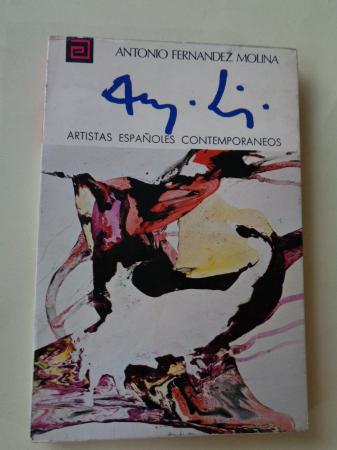 ANTONIO FERNANDEZ MOLINA
ARTISTAS ESPAÑOLES CONTEMPORANEOS